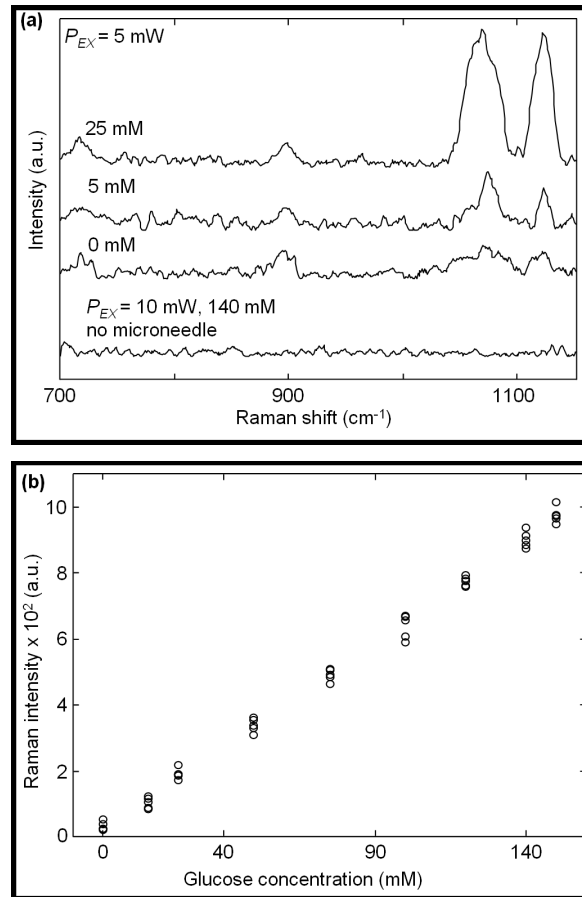 (a)
P_EX = 5 mW
25 mM
5 mM
0 mM
P_EX = 10 mW, 140 mM
no microneedle
Intensity (a.u.)
700 900 1100
Raman shift (cm⁻¹)
(b)
10
8
6
4
2
0
Raman intensity x 10² (a.u.)
0 40 90 140
Glucose concentration (mM)